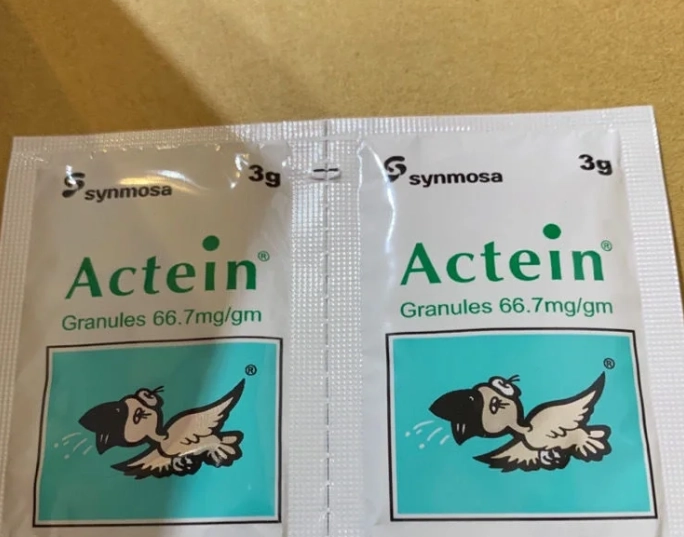 synmosa 3g
Actein®
Granules 66.7mg/gm
®
synmosa 3g
Actein®
Granules 66.7mg/gm
®